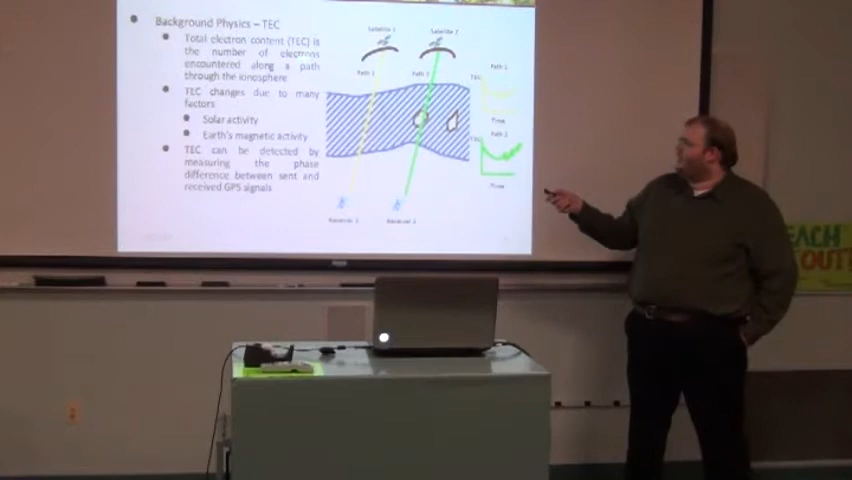 Background Physics – TEC
Total electron content (TEC) is
the number of electrons
encountered along a path
through the ionosphere
TEC changes due to many
factors
Solar activity
Earth's magnetic activity
TEC can be detected by
measuring the phase
difference between sent and
received GPS signals
Satellite 1
Satellite 2
Path 1
Path 2
TEC
Path 1
Time
Path 2
TEC
Time
Receiver 1
Receiver 2
EACH
OUT!